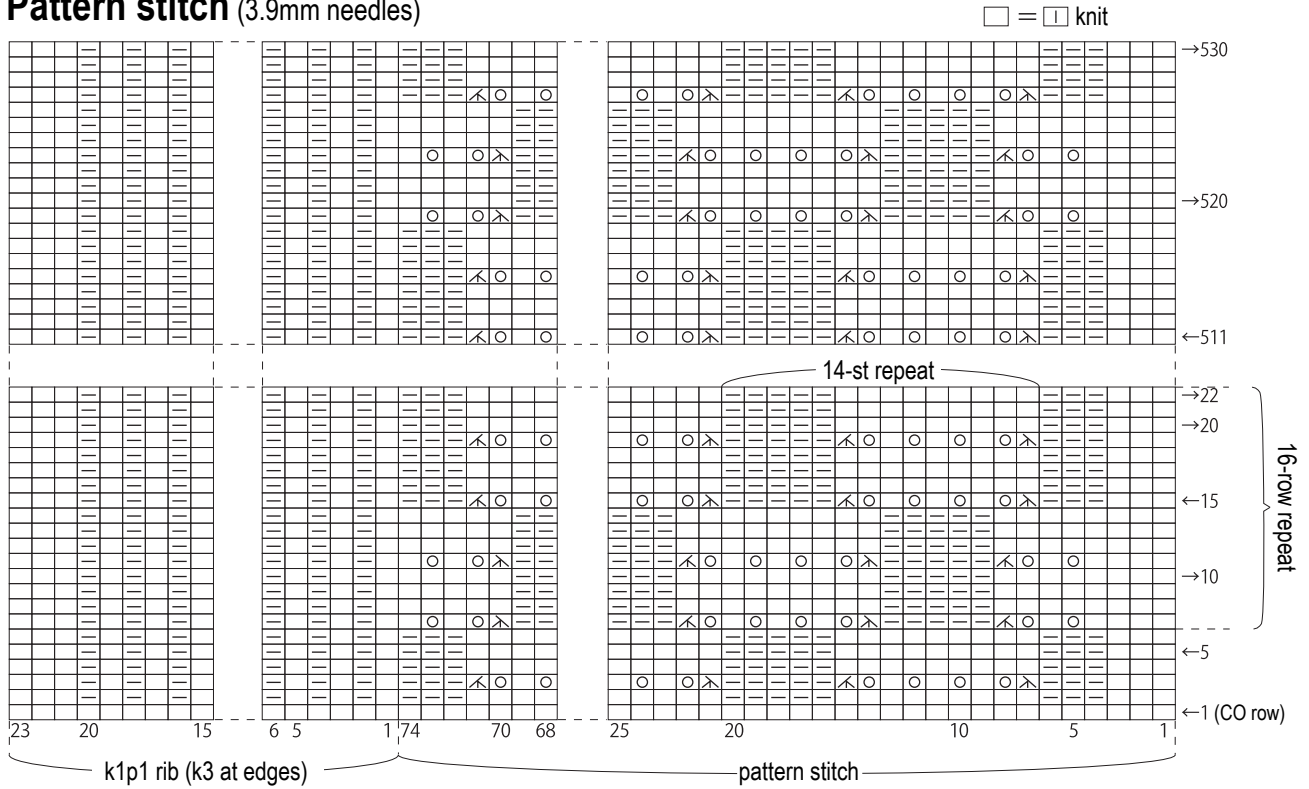 Pattern stitch (3.9mm needles)
= knit
→530
→520
←511
14-st repeat
→22
→20
←15
→10
←5
←1 (CO row)
16-row repeat
23 20 15 6 5 1 74 70 68 25 20 10 5 1
k1p1 rib (k3 at edges)
pattern stitch